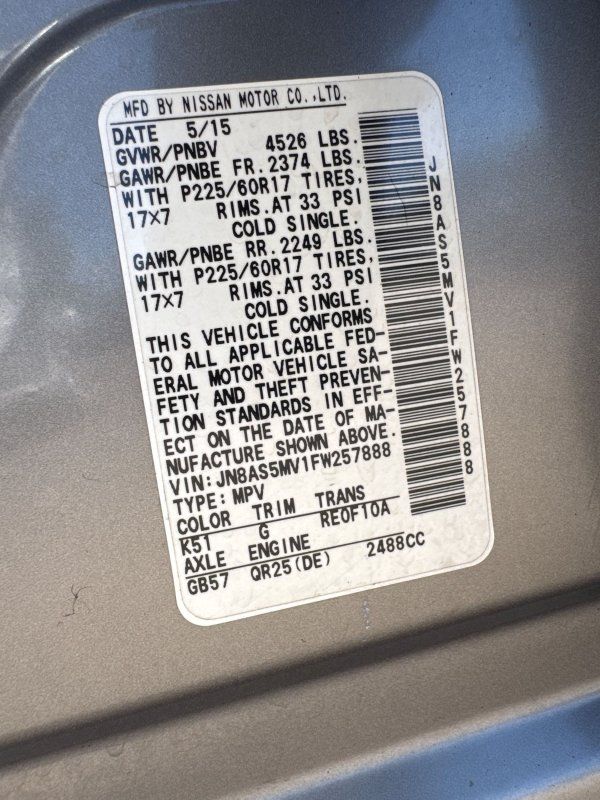 MFD BY NISSAN MOTOR CO.,LTD.
DATE 5/15
GVWR/PNBV 4526 LBS.
GAWR/PNBE FR. 2374 LBS.
WITH P225/60R17 TIRES,
17X7 RIMS. AT 33 PSI
COLD SINGLE.
GAWR/PNBE RR. 2249 LBS.
WITH P225/60R17 TIRES,
17X7 RIMS. AT 33 PSI
COLD SINGLE.
THIS VEHICLE CONFORMS
TO ALL APPLICABLE FED-
ERAL MOTOR VEHICLE SA-
FETY AND THEFT PREVEN-
TION STANDARDS IN EFF-
ECT ON THE DATE OF MA-
NUFACTURE SHOWN ABOVE.
VIN:JN8AS5MV1FW257888
TYPE: MPV
COLOR TRIM TRANS
K51 G RE0F10A
AXLE ENGINE
GB57 QR25(DE) 2488CC
JN8AS5MV1FW257888